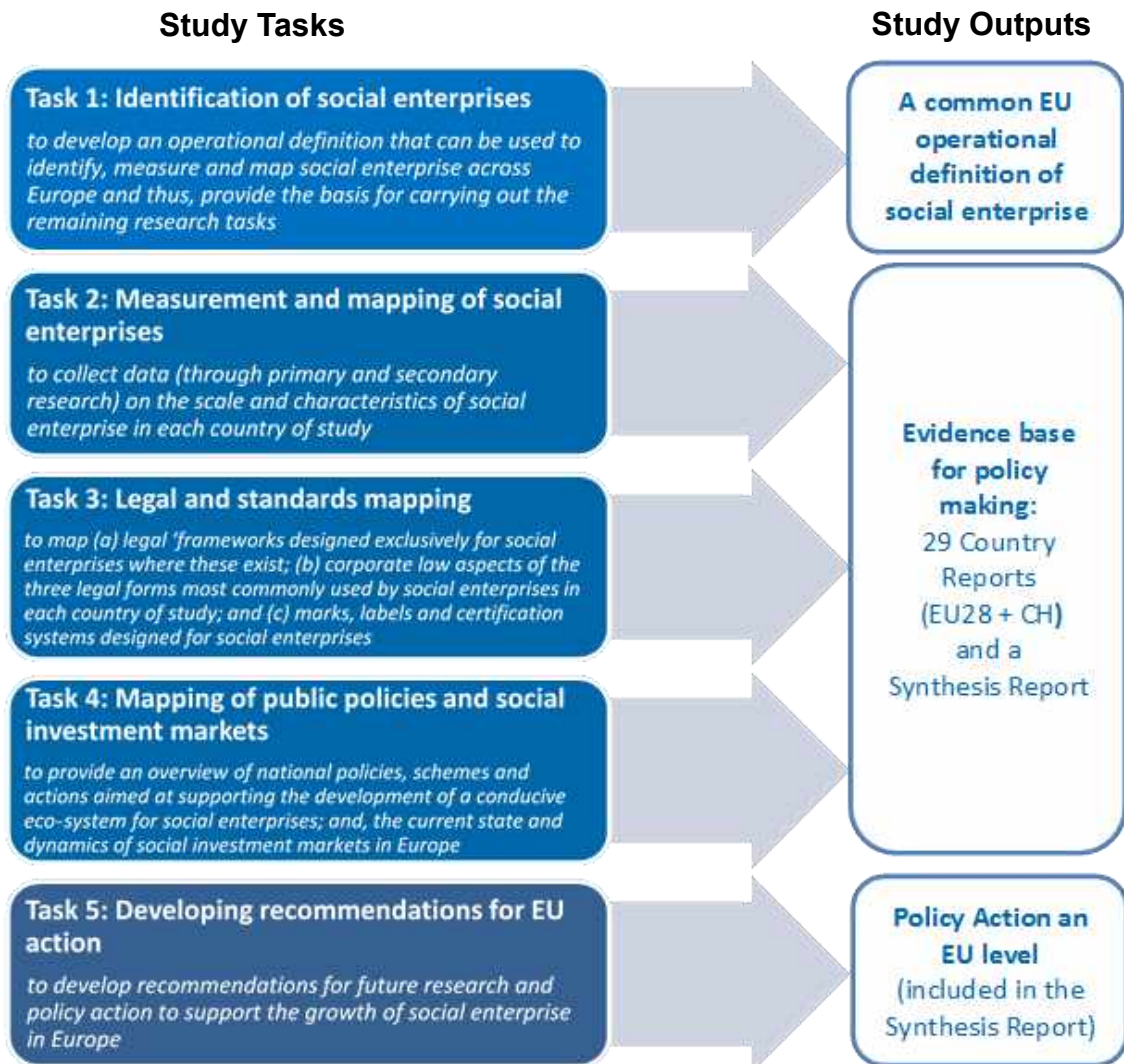 Study Tasks
Study Outputs
Task 1: Identification of social enterprises
to develop an operational definition that can be used to
identify, measure and map social enterprise across
Europe and thus, provide the basis for carrying out the
remaining research tasks
A common EU
operational
definition of
social enterprise
Task 2: Measurement and mapping of social
enterprises
to collect data (through primary and secondary
research) on the scale and characteristics of social
enterprise in each country of study
Task 3: Legal and standards mapping
to map (a) legal 'frameworks designed exclusively for social
enterprises where these exist; (b) corporate law aspects of the
three legal forms most commonly used by social enterprises in
each country of study; and (c) marks, labels and certification
systems designed for social enterprises
Task 4: Mapping of public policies and social
investment markets
to provide an overview of national policies, schemes and
actions aimed at supporting the development of a conducive
eco-system for social enterprises; and, the current state and
dynamics of social investment markets in Europe
Evidence base
for policy
making:
29 Country
Reports
(EU28 + CH)
and a
Synthesis Report
Task 5: Developing recommendations for EU
action
to develop recommendations for future research and
policy action to support the growth of social enterprise
in Europe
Policy Action an
EU level
(included in the
Synthesis Report)